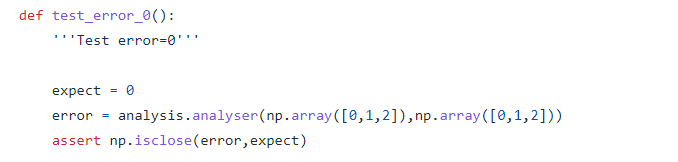 def test_error_0():
    '''Test error=0'''
    expect = 0
    error = analysis.analyser(np.array([0,1,2]),np.array([0,1,2]))
    assert np.isclose(error,expect)